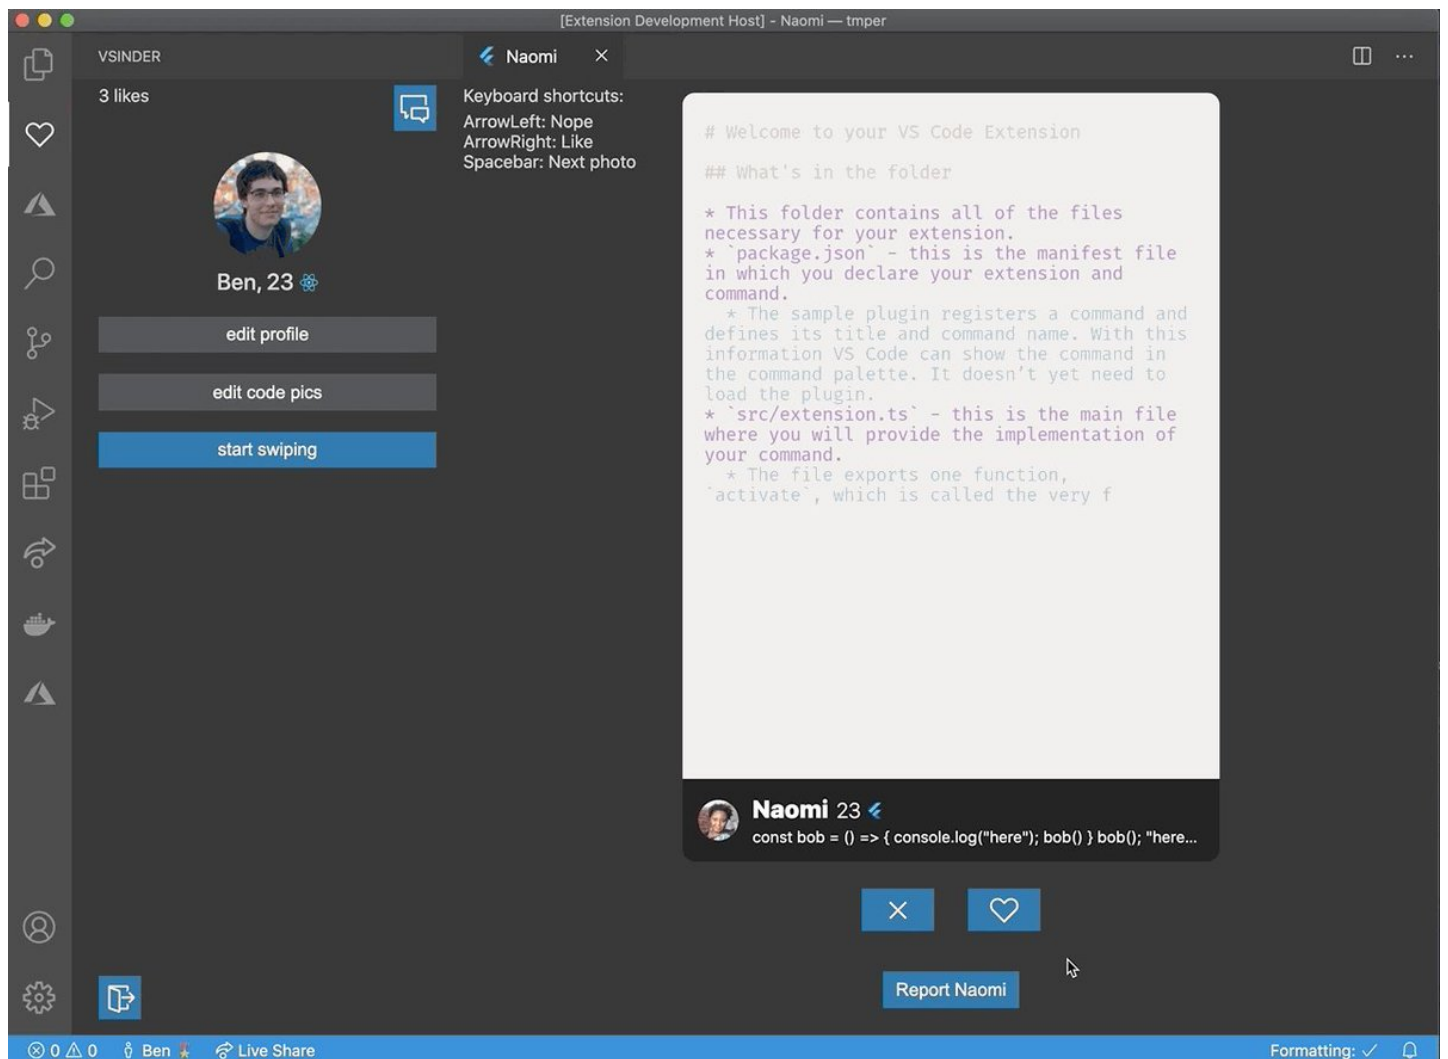 [Extension Development Host] - Naomi — tmper
VSINDER
3 likes
Ben, 23
edit profile
edit code pics
start swiping
Naomi
Keyboard shortcuts:
ArrowLeft: Nope
ArrowRight: Like
Spacebar: Next photo
# Welcome to your VS Code Extension
## What's in the folder
* This folder contains all of the files
necessary for your extension.
* `package.json` - this is the manifest file
in which you declare your extension and
command.
* The sample plugin registers a command and
defines its title and command name. With this
information VS Code can show the command in
the command palette. It doesn’t yet need to
load the plugin.
* `src/extension.ts` - this is the main file
where you will provide the implementation of
your command.
* The file exports one function,
`activate`, which is called the very f
Naomi 23
const bob = () => { console.log("here"); bob() } bob(); "here...
Report Naomi
0 0 Ben Live Share
Formatting: ✓